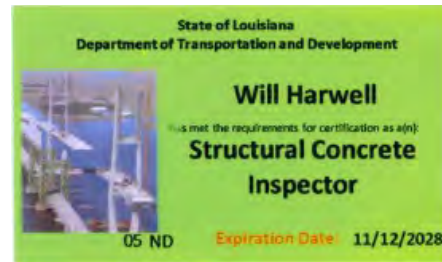 State of Louisiana
Department of Transportation and Development
Will Harwell
has met the requirements for certification as a(n):
Structural Concrete
Inspector
05 ND
Expiration Date: 11/12/2028